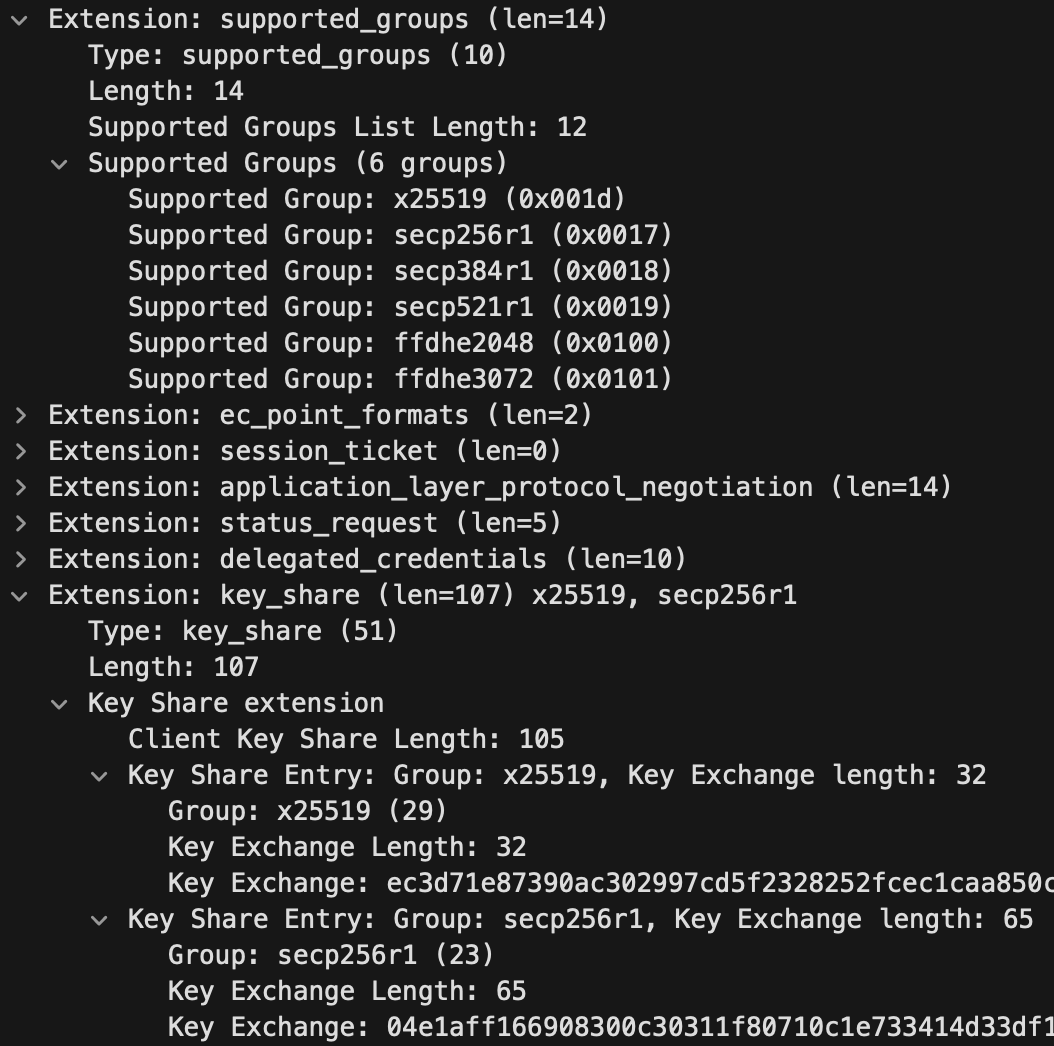 Extension: supported_groups (len=14)
Type: supported_groups (10)
Length: 14
Supported Groups List Length: 12
Supported Groups (6 groups)
Supported Group: x25519 (0x001d)
Supported Group: secp256r1 (0x0017)
Supported Group: secp384r1 (0x0018)
Supported Group: secp521r1 (0x0019)
Supported Group: ffdhe2048 (0x0100)
Supported Group: ffdhe3072 (0x0101)
Extension: ec_point_formats (len=2)
Extension: session_ticket (len=0)
Extension: application_layer_protocol_negotiation (len=14)
Extension: status_request (len=5)
Extension: delegated_credentials (len=10)
Extension: key_share (len=107) x25519, secp256r1
Type: key_share (51)
Length: 107
Key Share extension
Client Key Share Length: 105
Key Share Entry: Group: x25519, Key Exchange length: 32
Group: x25519 (29)
Key Exchange Length: 32
Key Exchange: ec3d71e87390ac302997cd5f2328252fcec1caa850c
Key Share Entry: Group: secp256r1, Key Exchange length: 65
Group: secp256r1 (23)
Key Exchange Length: 65
Key Exchange: 04e1aff166908300c30311f80710c1e733414d33df1